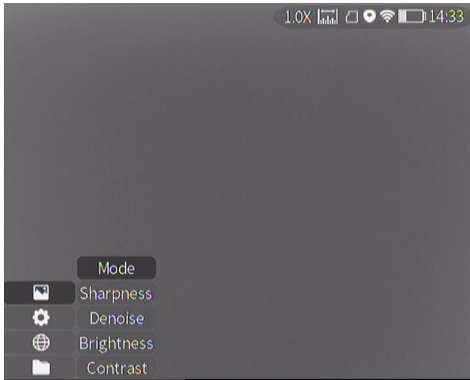 1.0X 14:33
Mode
Sharpness
Denoise
Brightness
Contrast